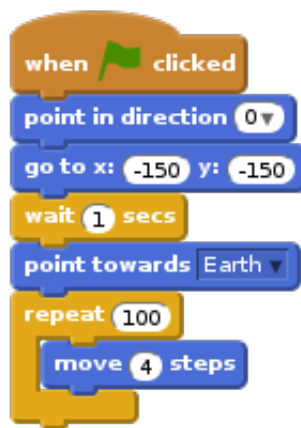 when clicked
point in direction 0
go to x: -150 y: -150
wait 1 secs
point towards Earth
repeat 100
move 4 steps